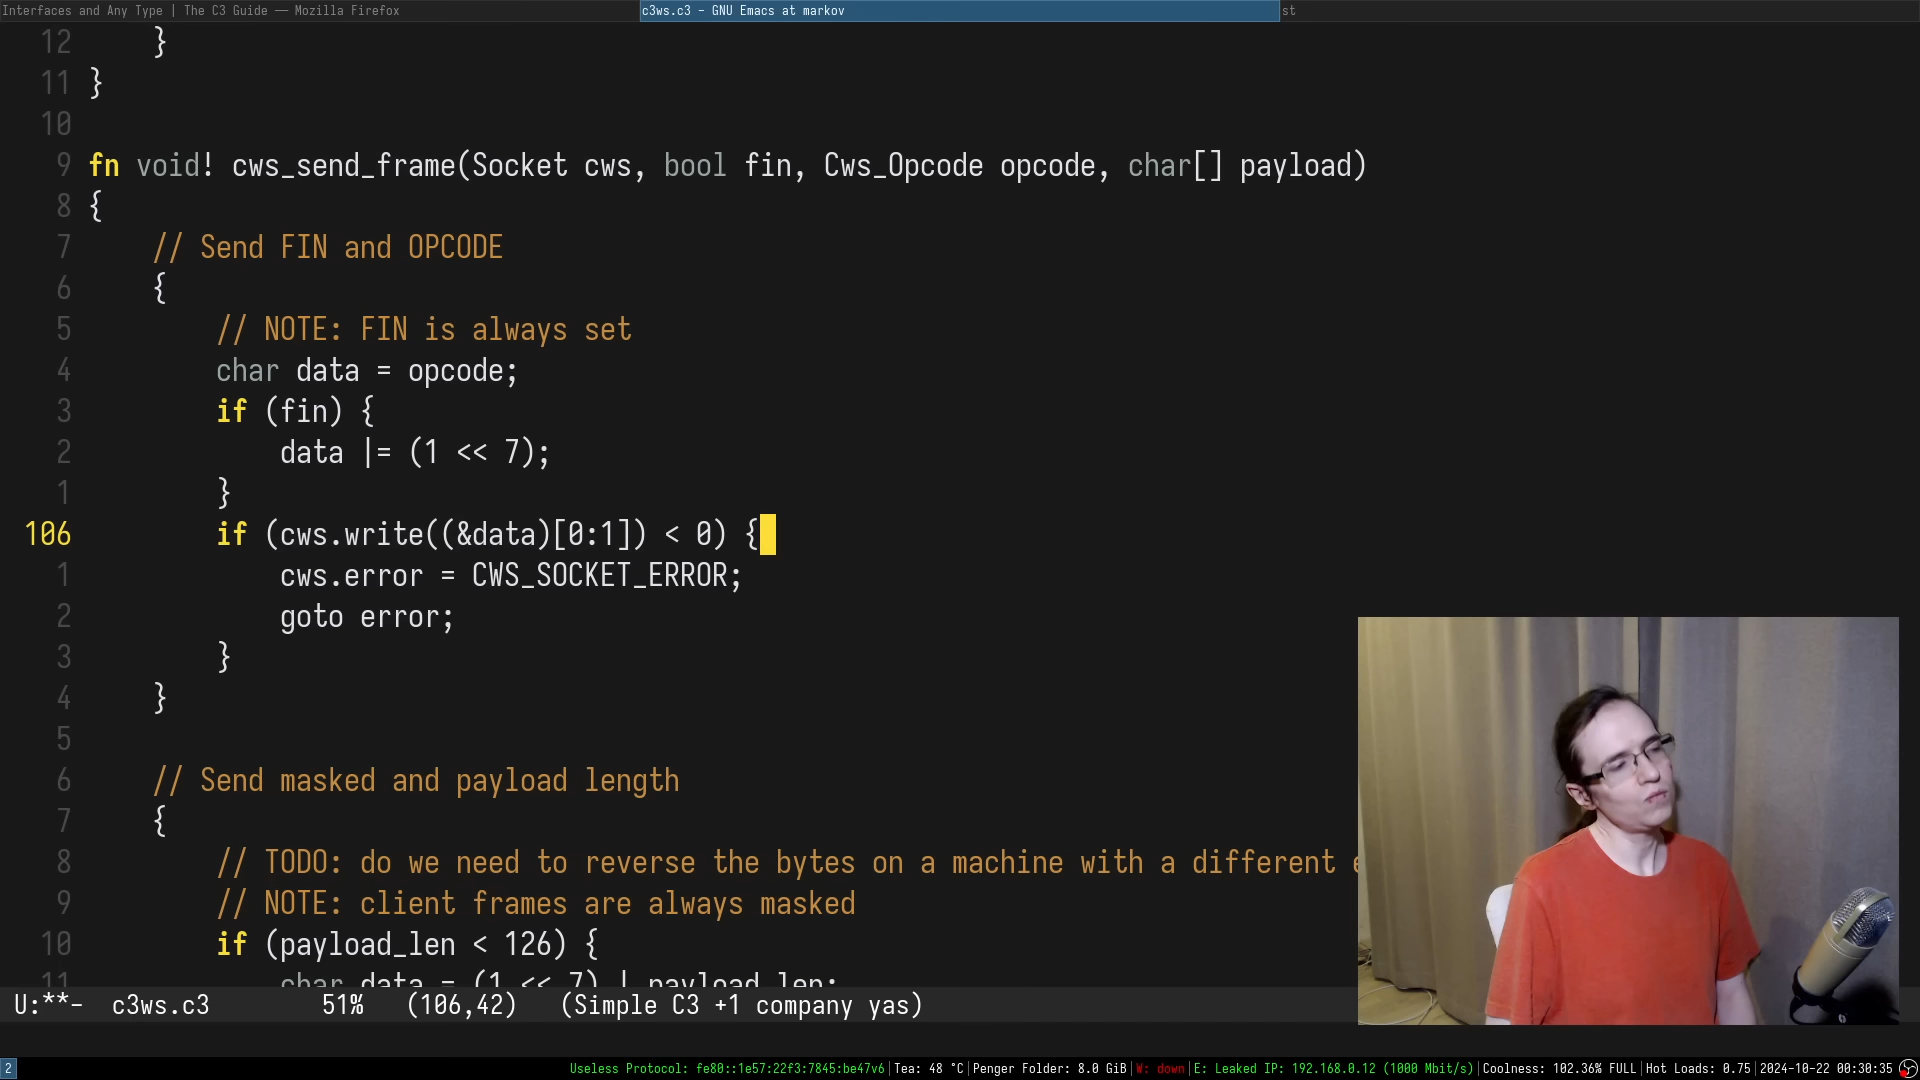 Interfaces and Any Type | The C3 Guide — Mozilla Firefox
c3ws.c3 - GNU Emacs at markov
st
12 }
11 }
10
9 fn void! cws_send_frame(Socket cws, bool fin, Cws_Opcode opcode, char[] payload)
8 {
7 // Send FIN and OPCODE
6 {
5 // NOTE: FIN is always set
4 char data = opcode;
3 if (fin) {
2 data |= (1 << 7);
1 }
106 if (cws.write((&data)[0:1]) < 0) {
1 cws.error = CWS_SOCKET_ERROR;
2 goto error;
3 }
4 }
5
6 // Send masked and payload length
7 {
8 // TODO: do we need to reverse the bytes on a machine with a different
9 // NOTE: client frames are always masked
10 if (payload_len < 126) {
11 char data = (1 << 7) | payload_len;
U:**- c3ws.c3 51% (106,42) (Simple C3 +1 company yas)
2
Useless Protocol: fe80::1e57:22f3:7845:be47v6|Tea: 48 °C|Penger Folder: 8.0 GiB|W: down|E: Leaked IP: 192.168.0.12 (1000 Mbit/s)|Coolness: 102.36% FULL|Hot Loads: 0.75|2024-10-22 00:30:35